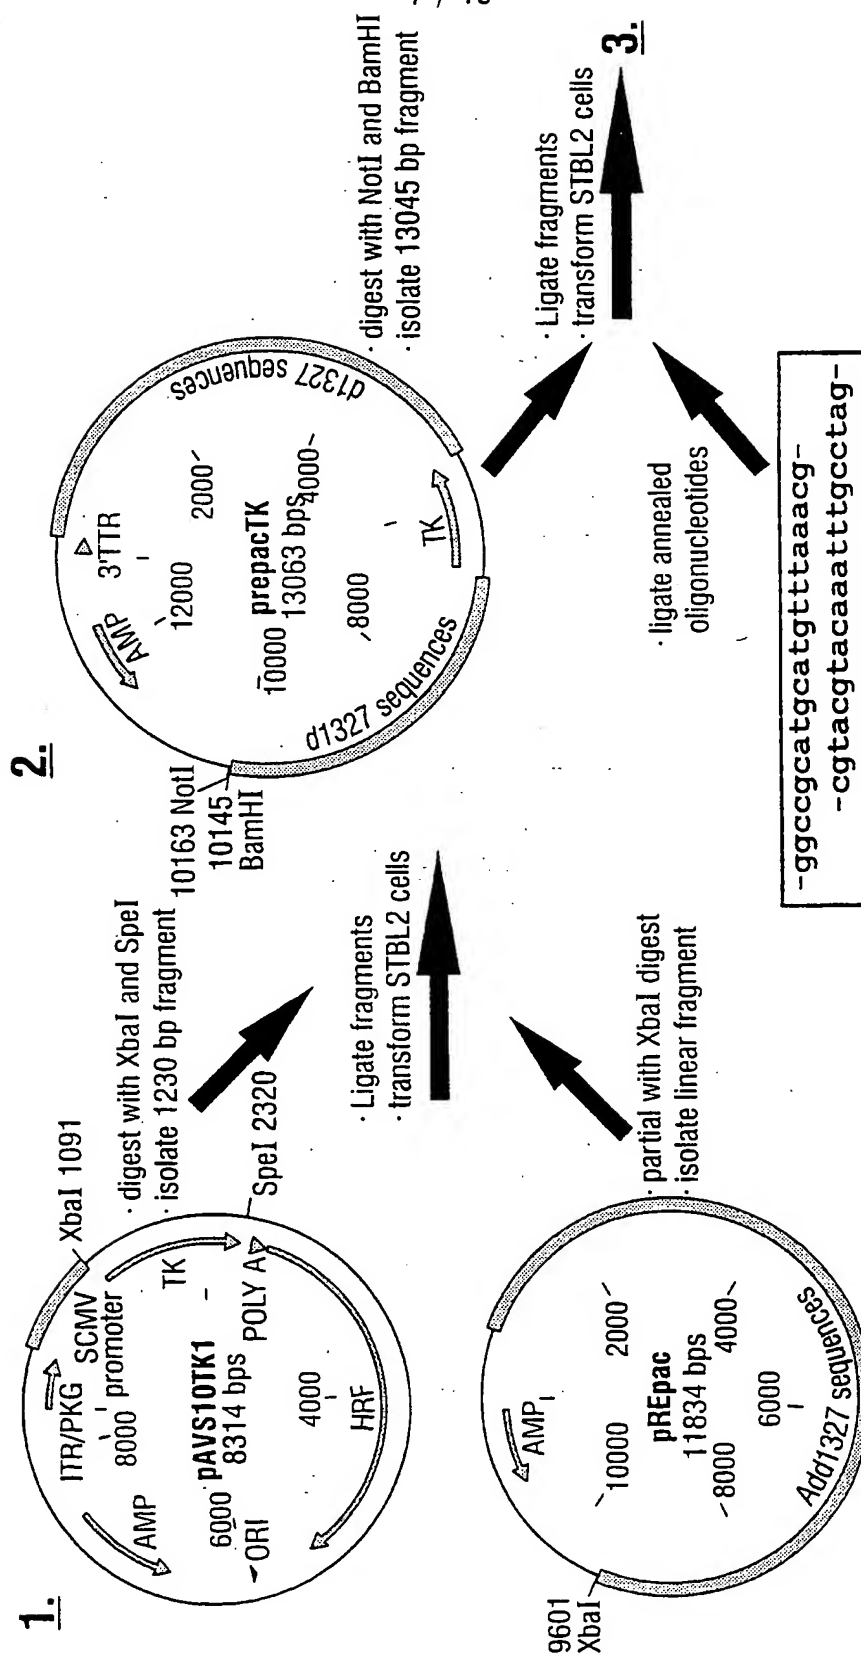 1.
ITR/PKG
XbaI 1091
SCMV
promoter
8000
TK
AMP
pAVS10TK1
8314 bps
6000
ORI
POLY A
4000
HRF
SpeI 2320
· digest with XbaI and SpeI
· isolate 1230 bp fragment
9601
XbaI
AMP
10000
2000
pREpac
11834 bps
8000
4000
6000
Add1327 sequences
· partial with XbaI digest
· isolate linear fragment
· Ligate fragments
· transform STBL2 cells
2.
10163 NotI
10145
BamHI
AMP
3'TTR
12000
2000
d1327 sequences
10000
prepacTK
13063 bps
4000
8000
TK
d1327 sequences
· digest with NotI and BamHI
· isolate 13045 bp fragment
· ligate annealed
oligonucleotides
-ggccgcatgcatgtttaaacg-
-cgtacgtacaaatttgcctag-
· Ligate fragments
· transform STBL2 cells
3.